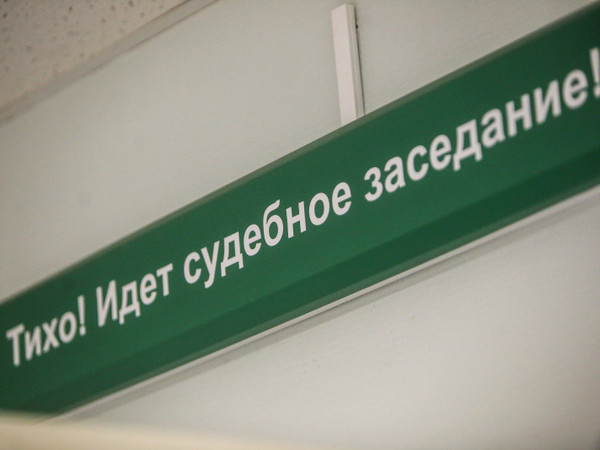 Тихо! Идет судебное заседание!